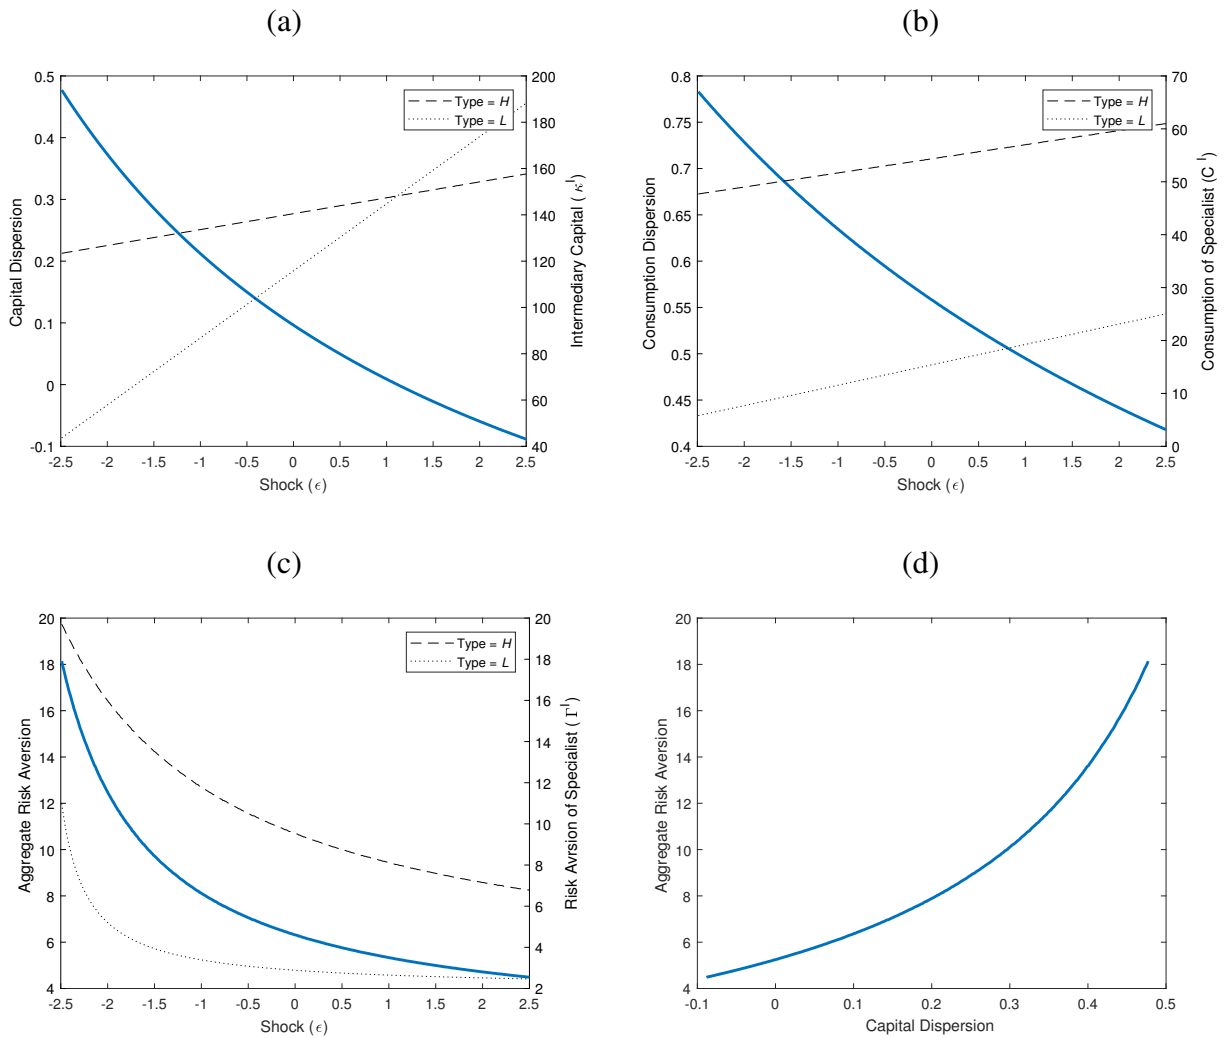 (a)
(b)
0.5
0.4
0.3
0.2
0.1
0
-0.1
Capital Dispersion
200
180
160
140
120
100
80
60
40
Intermediary Capital ( κ^I )
Type = H
Type = L
-2.5 -2 -1.5 -1 -0.5 0 0.5 1 1.5 2 2.5
Shock (ϵ)
0.8
0.75
0.7
0.65
0.6
0.55
0.5
0.45
0.4
Consumption Dispersion
70
60
50
40
30
20
10
0
Consumption of Specialist (C^I )
Type = H
Type = L
-2.5 -2 -1.5 -1 -0.5 0 0.5 1 1.5 2 2.5
Shock (ϵ)
(c)
(d)
20
18
16
14
12
10
8
6
4
Aggregate Risk Aversion
20
18
16
14
12
10
8
6
4
2
Risk Avrsion of Specialist ( Γ^I )
Type = H
Type = L
-2.5 -2 -1.5 -1 -0.5 0 0.5 1 1.5 2 2.5
Shock (ϵ)
20
18
16
14
12
10
8
6
4
Aggregate Risk Aversion
-0.1 0 0.1 0.2 0.3 0.4 0.5
Capital Dispersion